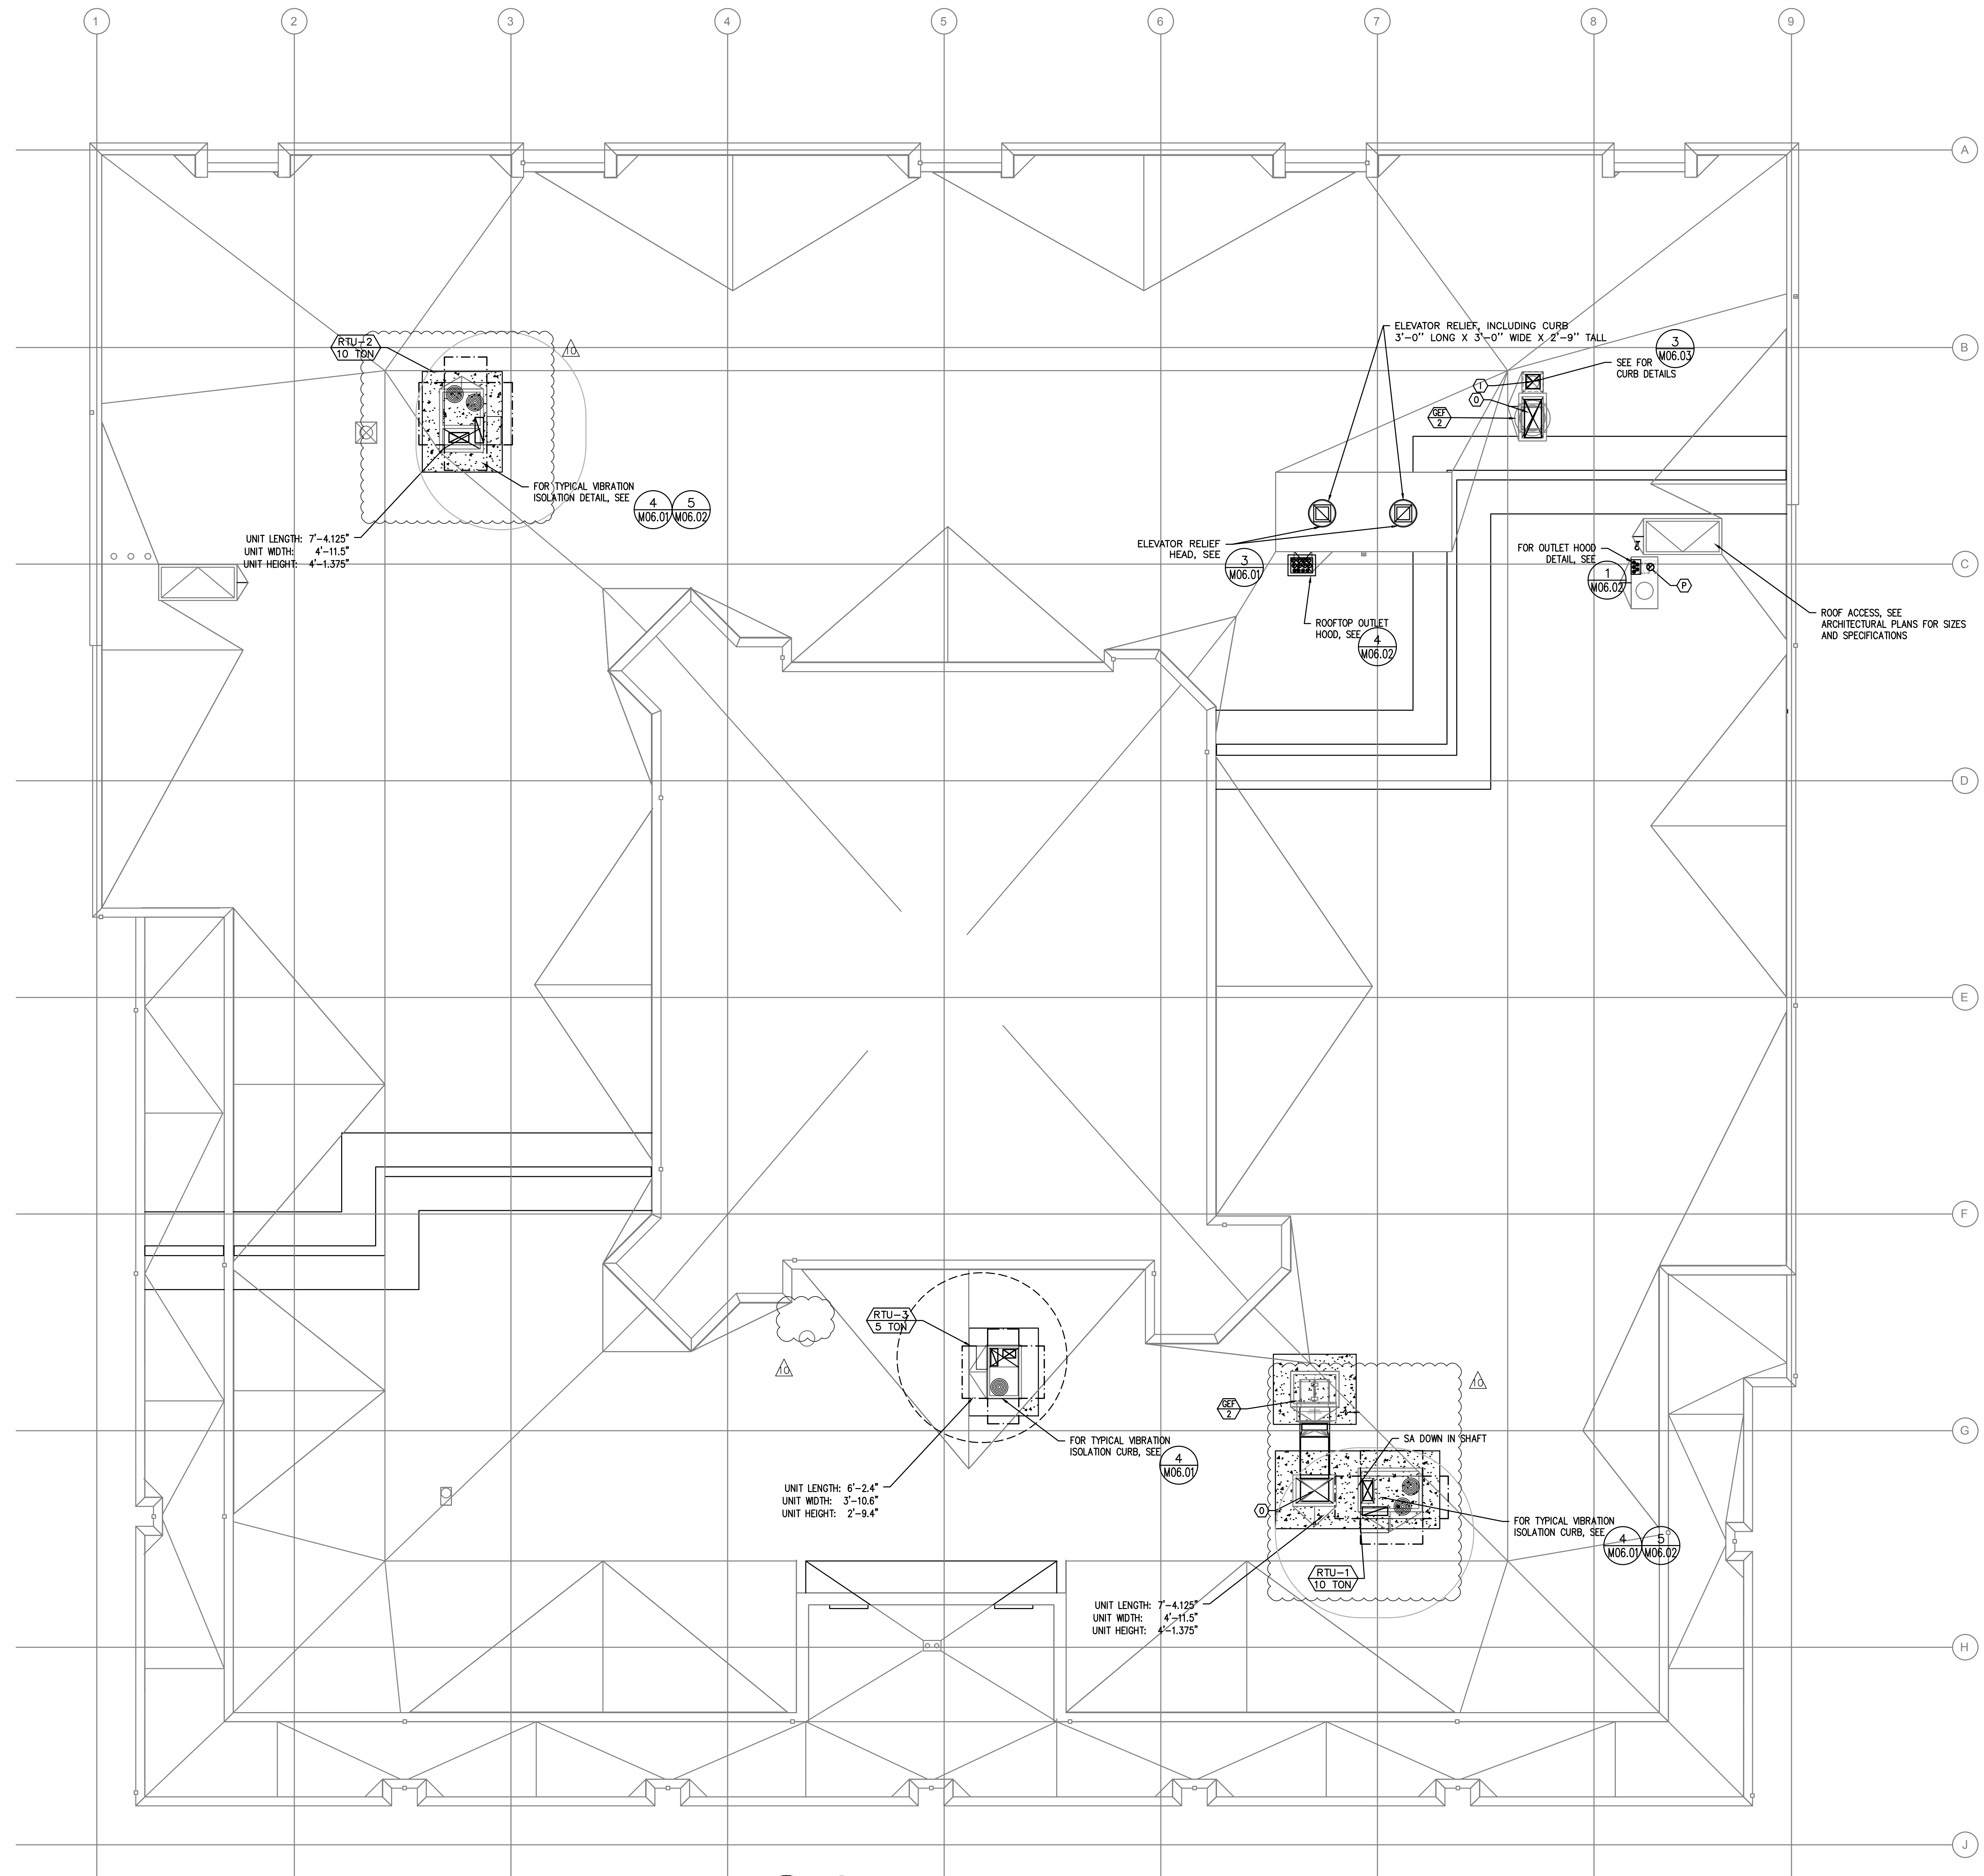 1 2 3 4 5 6 7 8 9
A
B
C
D
E
F
G
H
J
RTU-2
10 TON
10
FOR TYPICAL VIBRATION
ISOLATION DETAIL, SEE
4
M06.01
5
M06.02
UNIT LENGTH: 7'-4.125"
UNIT WIDTH: 4'-11.5"
UNIT HEIGHT: 4'-1.375"
ELEVATOR RELIEF, INCLUDING CURB
3'-0'' LONG X 3'-0'' WIDE X 2'-9'' TALL
3
M06.03
SEE FOR
CURB DETAILS
1
O
GEF
2
ELEVATOR RELIEF
HEAD, SEE
3
M06.01
ROOFTOP OUTLET
HOOD, SEE
4
M06.02
FOR OUTLET HOOD
DETAIL, SEE
1
M06.02
P
ROOF ACCESS, SEE
ARCHITECTURAL PLANS FOR SIZES
AND SPECIFICATIONS
RTU-3
5 TON
10
FOR TYPICAL VIBRATION
ISOLATION CURB, SEE
4
M06.01
UNIT LENGTH: 6'-2.4"
UNIT WIDTH: 3'-10.6"
UNIT HEIGHT: 2'-9.4"
10
GEF
2
SA DOWN IN SHAFT
O
FOR TYPICAL VIBRATION
ISOLATION CURB, SEE
4
M06.01
5
M06.02
RTU-1
10 TON
UNIT LENGTH: 7'-4.125"
UNIT WIDTH: 4'-11.5"
UNIT HEIGHT: 4'-1.375"